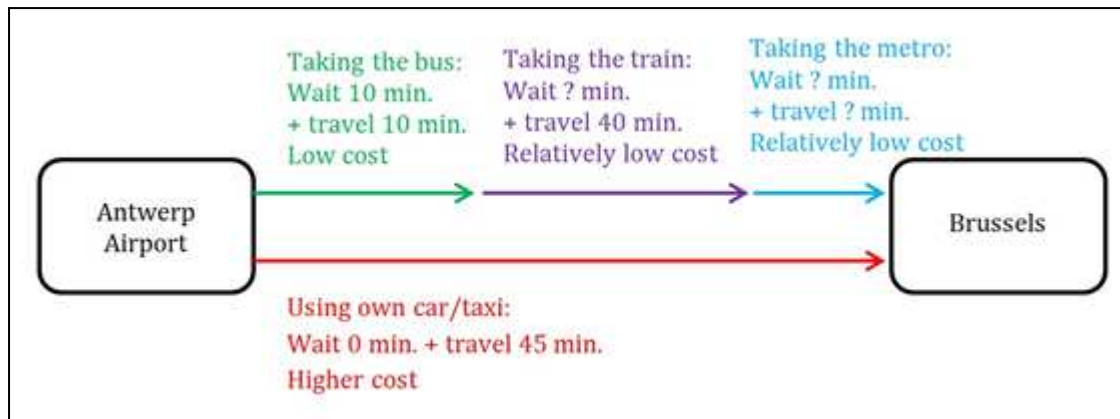 Taking the bus:
Wait 10 min.
+ travel 10 min.
Low cost
Taking the train:
Wait ? min.
+ travel 40 min.
Relatively low cost
Taking the metro:
Wait ? min.
+ travel ? min.
Relatively low cost
Antwerp
Airport
Brussels
Using own car/taxi:
Wait 0 min. + travel 45 min.
Higher cost